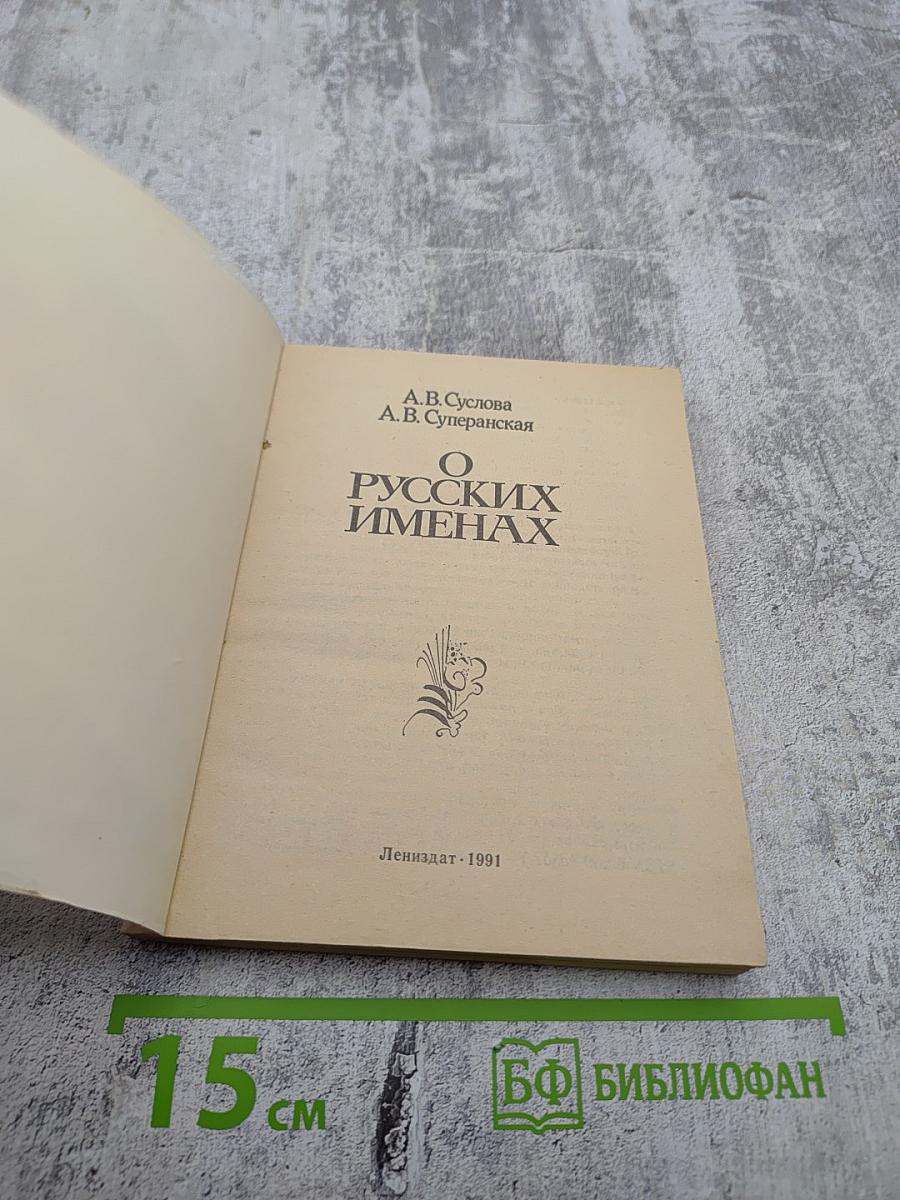 А. В. Суслова
А. В. Суперанская
О
РУССКИХ
ИМЕНАХ
Лениздат · 1991
15 см
БФ БИБЛИОФАН